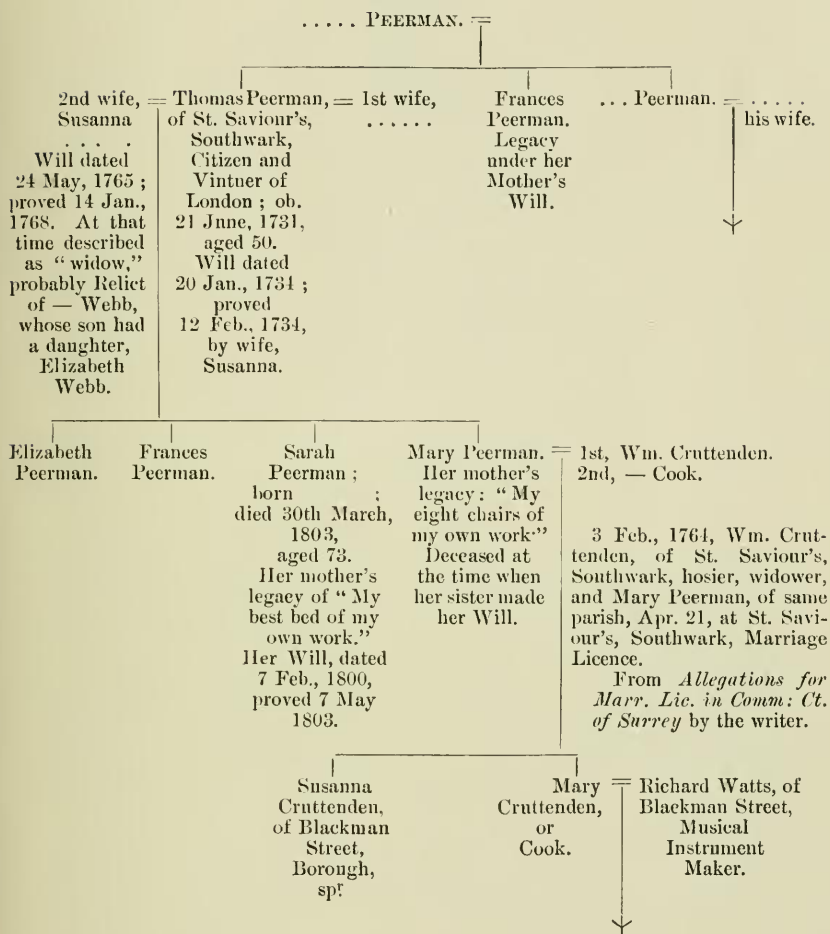 ..... PEERMAN. =
2nd wife, =
Susanna
. . . .
Will dated
24 May, 1765 ;
proved 14 Jan.,
1768. At that
time described
as “ widow,”
probably Relict
of — Webb,
whose son had
a daughter,
Elizabeth
Webb.
Thomas Peerman, =
of St. Saviour's,
Southwark,
Citizen and
Vintner of
London ; ob.
21 June, 1731,
aged 50.
Will dated
20 Jan., 1734 ;
proved
12 Feb., 1734,
by wife,
Susanna.
1st wife,
......
Frances
Peerman.
Legacy
under her
Mother's
Will.
... Peerman. =
.....
his wife.
Elizabeth
Peerman.
Frances
Peerman.
Sarah
Peerman ;
born ;
died 30th March,
1803,
aged 73.
Her mother's
legacy of “ My
best bed of my
own work.”
Her Will, dated
7 Feb., 1800,
proved 7 May
1803.
Mary Peerman. =
Her mother's
legacy : “ My
eight chairs of
my own work.”
Deceased at
the time when
her sister made
her Will.
1st, Wm. Cruttenden.
2nd, — Cook.
3 Feb., 1764, Wm. Crut-
tenden, of St. Saviour's,
Southwark, hosier, widower,
and Mary Peerman, of same
parish, Apr. 21, at St. Savi-
our's, Southwark, Marriage
Licence.
From Allegations for
Marr. Lic. in Comm: Ct.
of Surrey by the writer.
Susanna
Cruttenden,
of Blackman
Street,
Borough,
spr.
Mary =
Cruttenden,
or
Cook.
Richard Watts, of
Blackman Street,
Musical
Instrument
Maker.